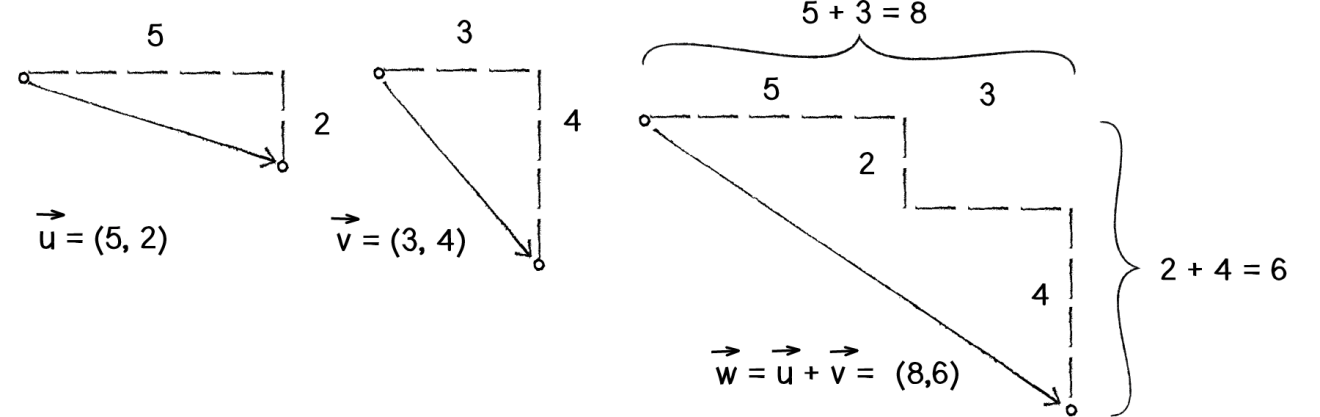 5
2
u = (5, 2)
3
4
v = (3, 4)
5 + 3 = 8
5
3
2
4
2 + 4 = 6
w = u + v = (8,6)